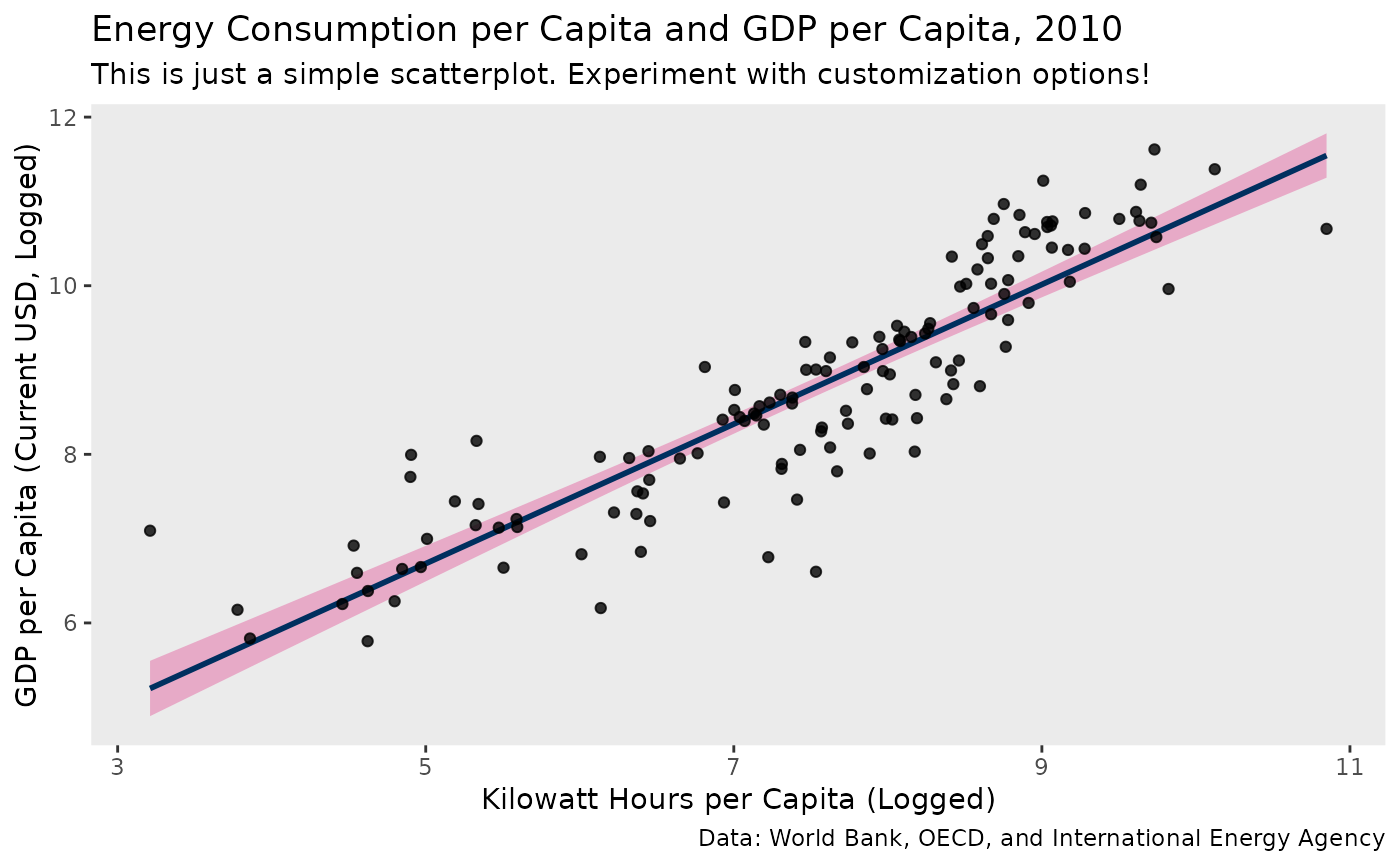 Energy Consumption per Capita and GDP per Capita, 2010
This is just a simple scatterplot. Experiment with customization options!
GDP per Capita (Current USD, Logged)
12
10
8
6
3 5 7 9 11
Kilowatt Hours per Capita (Logged)
Data: World Bank, OECD, and International Energy Agency